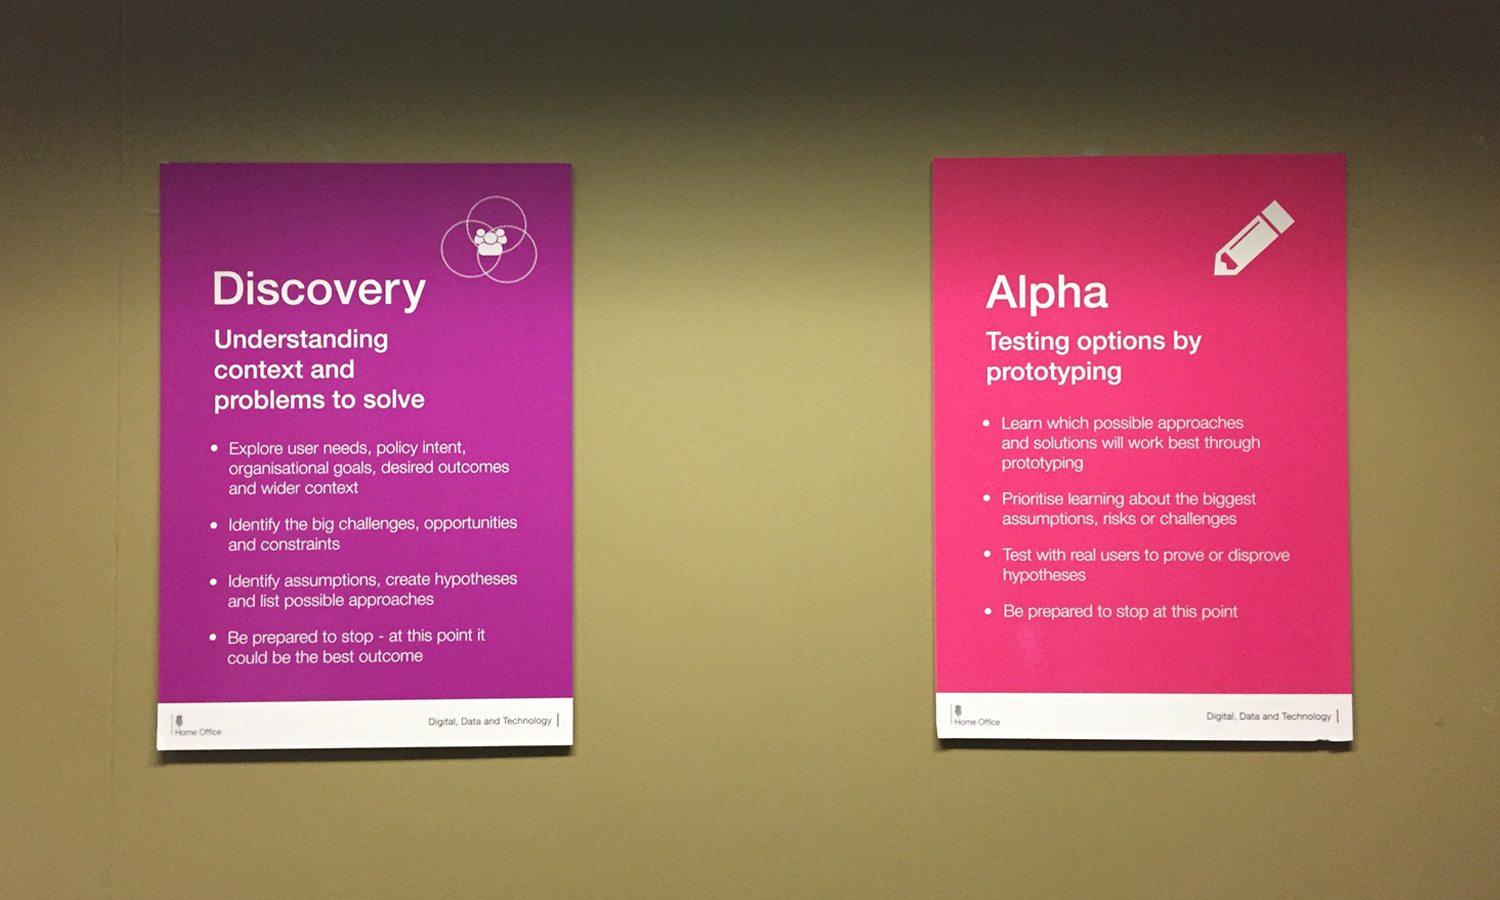 Discovery
Understanding
context and
problems to solve
• Explore user needs, policy intent,
organisational goals, desired outcomes
and wider context
• Identify the big challenges, opportunities
and constraints
• Identify assumptions, create hypotheses
and list possible approaches
• Be prepared to stop - at this point it
could be the best outcome
Home Office
Digital, Data and Technology
Alpha
Testing options by
prototyping
• Learn which possible approaches
and solutions will work best through
prototyping
• Prioritise learning about the biggest
assumptions, risks or challenges
• Test with real users to prove or disprove
hypotheses
• Be prepared to stop at this point
Home Office
Digital, Data and Technology